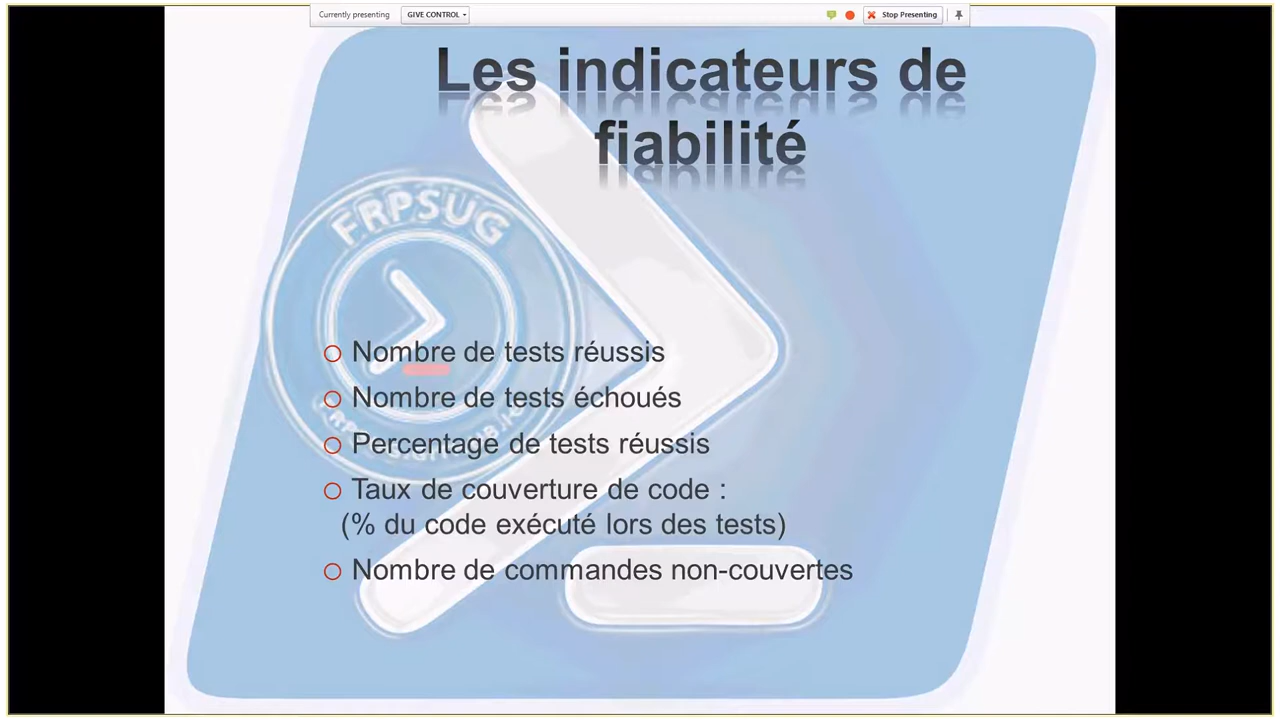 Currently presenting
GIVE CONTROL
Stop Presenting
Les indicateurs de
fiabilité
FRPSUG
Nombre de tests réussis
Nombre de tests échoués
Percentage de tests réussis
Taux de couverture de code :
(% du code exécuté lors des tests)
Nombre de commandes non-couvertes